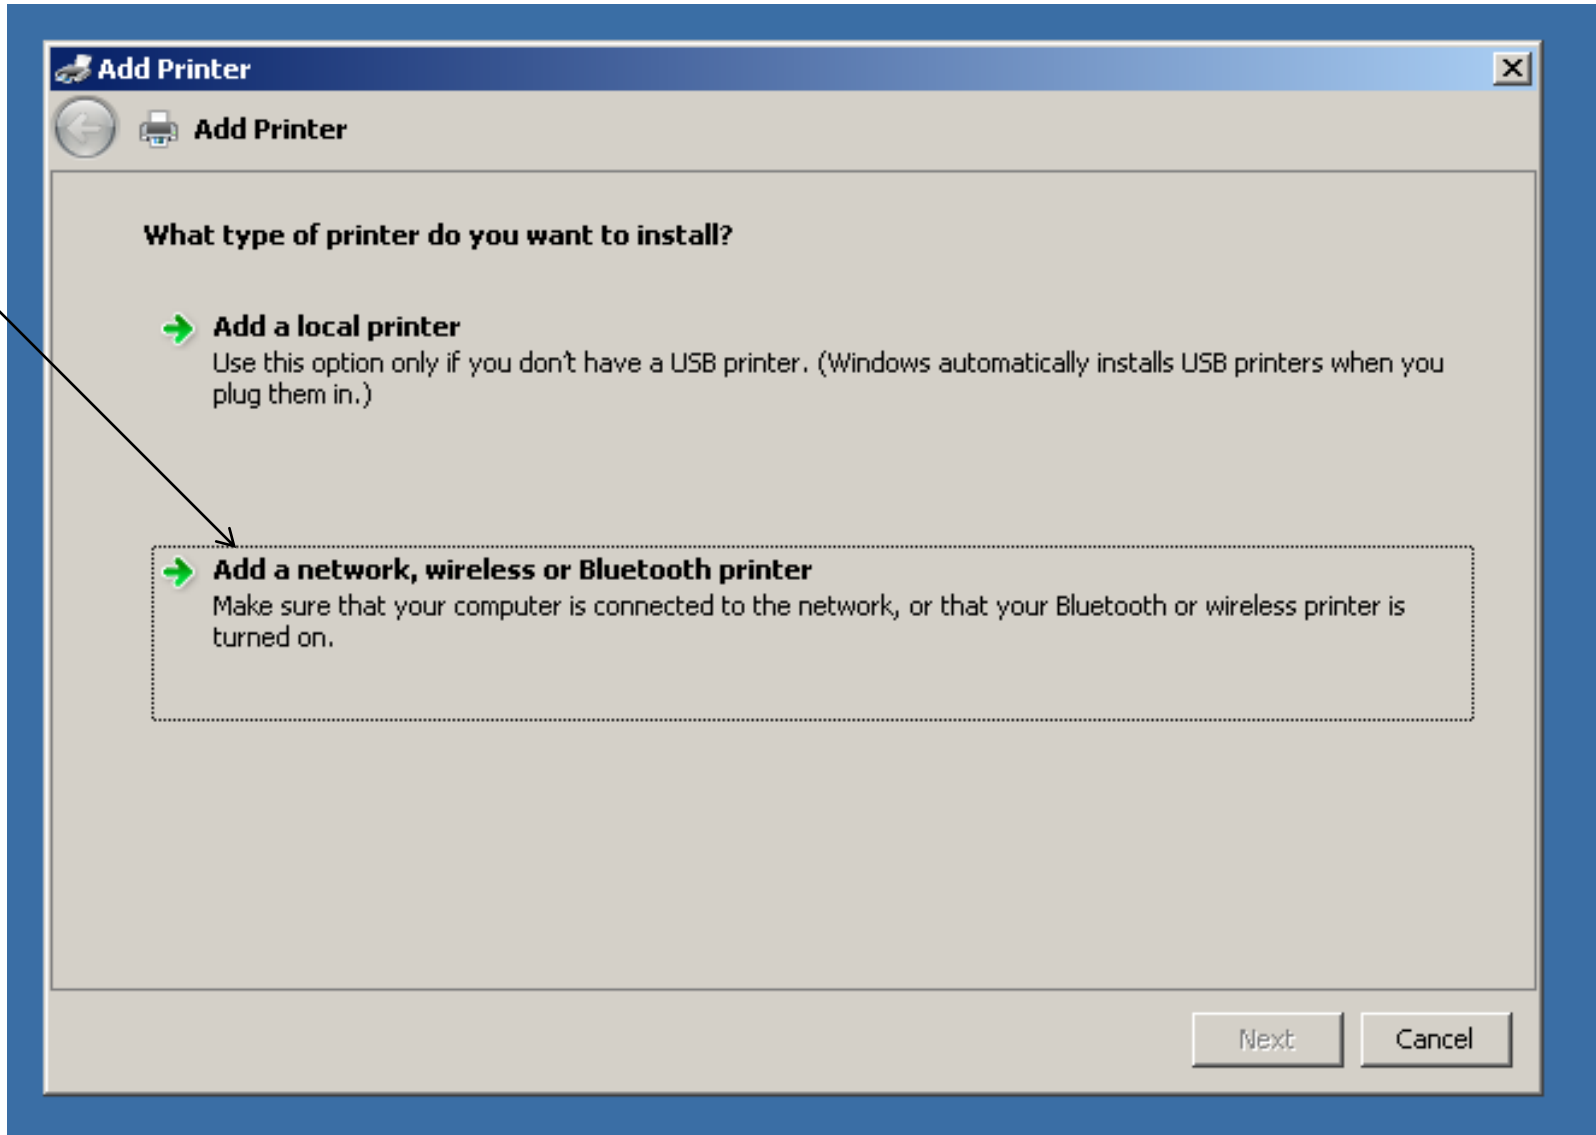 Add Printer
Add Printer
What type of printer do you want to install?
Add a local printer
Use this option only if you don't have a USB printer. (Windows automatically installs USB printers when you
plug them in.)
Add a network, wireless or Bluetooth printer
Make sure that your computer is connected to the network, or that your Bluetooth or wireless printer is
turned on.
Next
Cancel